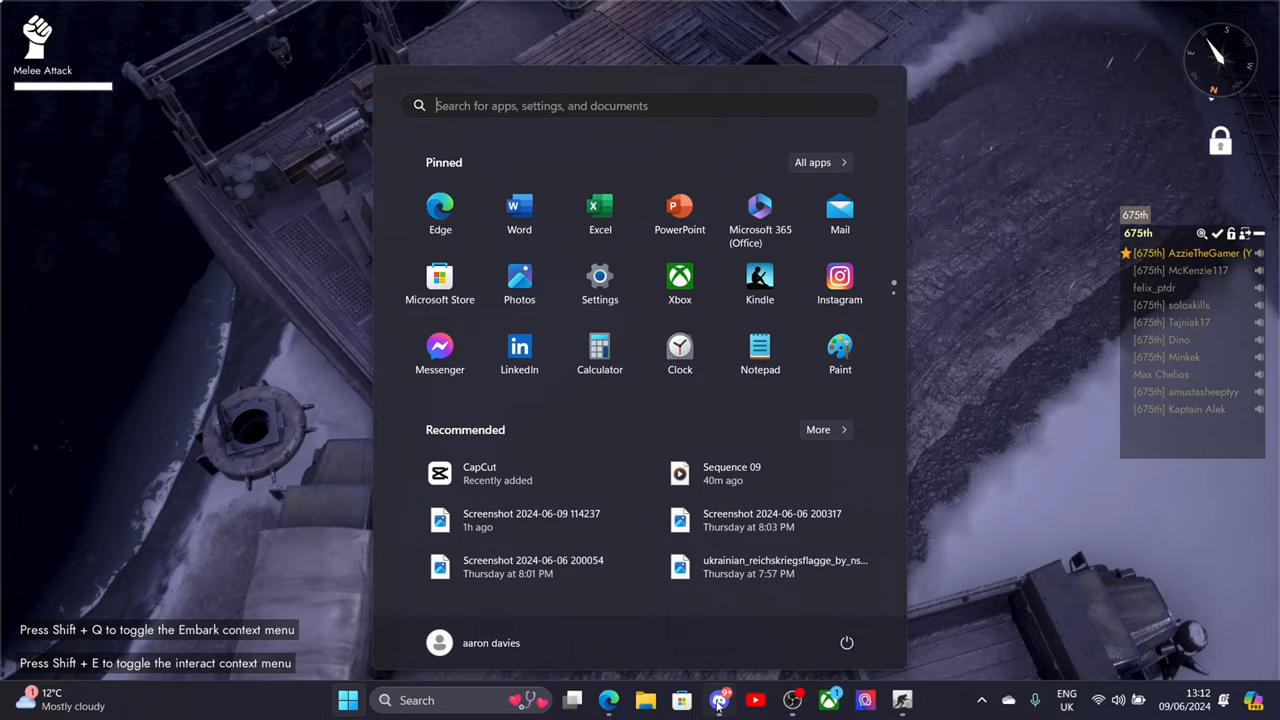 Melee Attack
S
E
W
N
Search for apps, settings, and documents
Pinned
All apps
Edge
Word
Excel
PowerPoint
Microsoft 365
(Office)
Mail
Microsoft Store
Photos
Settings
Xbox
Kindle
Instagram
Messenger
LinkedIn
Calculator
Clock
Notepad
Paint
Recommended
More
CapCut
Recently added
Sequence 09
40m ago
Screenshot 2024-06-09 114237
1h ago
Screenshot 2024-06-06 200317
Thursday at 8:03 PM
Screenshot 2024-06-06 200054
Thursday at 8:01 PM
ukrainian_reichskriegsflagge_by_ns...
Thursday at 7:57 PM
aaron davies
675th
675th
[675th] AzzieTheGamer (Y
[675th] McKenzie117
felix_ptdr
[675th] soloxkills
[675th] Tajniak17
[675th] Dino
[675th] Minkek
Max Chelios
[675th] amustasheeptyy
[675th] Kaptain Alek
Press Shift + Q to toggle the Embark context menu
Press Shift + E to toggle the interact context menu
1
12°C
Mostly cloudy
Search
9+
1
ENG
UK
13:12
09/06/2024
PRE